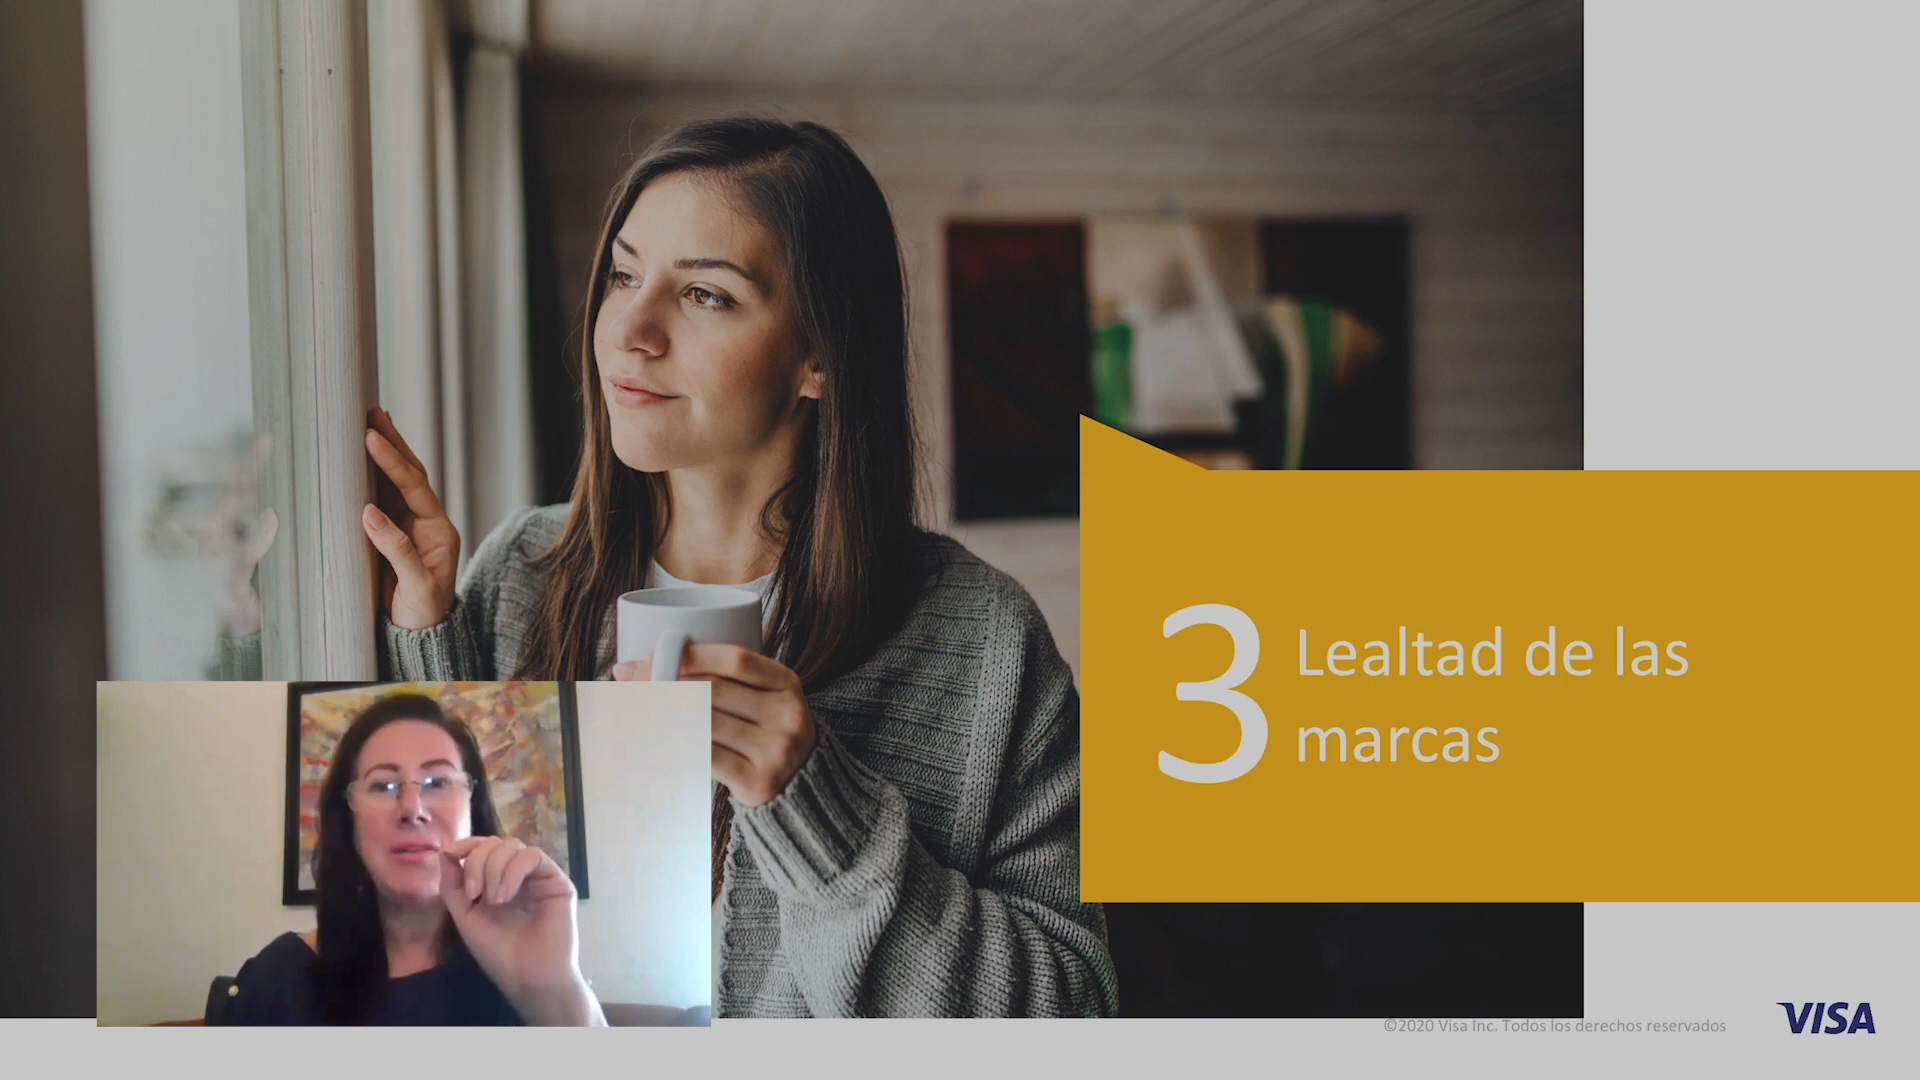 3
Lealtad de las
marcas
©2020 Visa Inc. Todos los derechos reservados
VISA